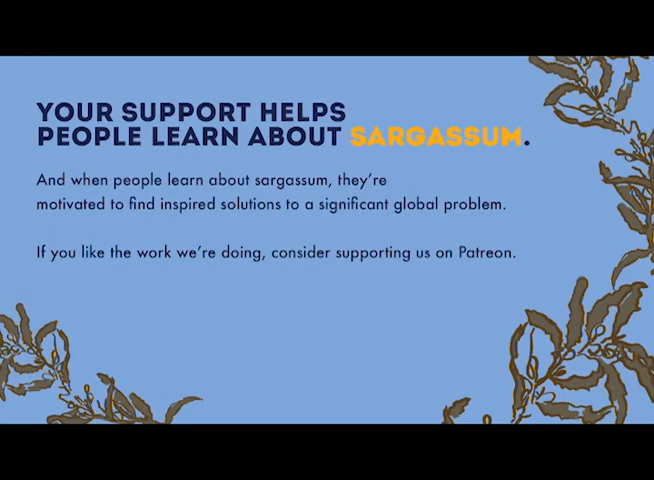 YOUR SUPPORT HELPS
PEOPLE LEARN ABOUT SARGASSUM.
And when people learn about sargassum, they're
motivated to find inspired solutions to a significant global problem.
If you like the work we're doing, consider supporting us on Patreon.